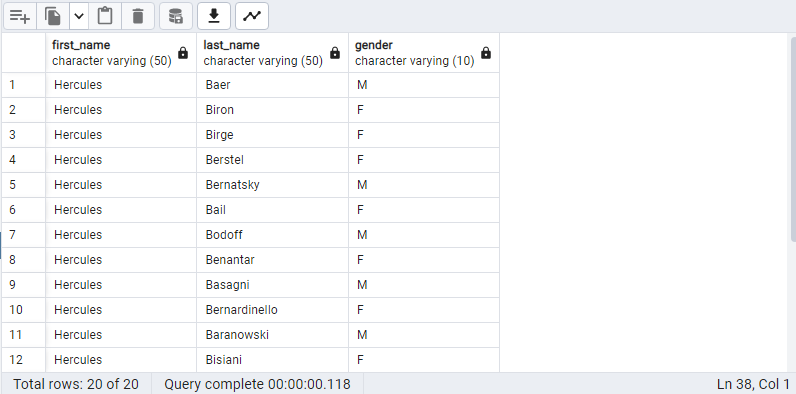 first_name last_name gender
character varying (50) character varying (50) character varying (10)
1 Hercules Baer M
2 Hercules Biron F
3 Hercules Birge F
4 Hercules Berstel F
5 Hercules Bernatsky M
6 Hercules Bail F
7 Hercules Bodoff M
8 Hercules Benantar F
9 Hercules Basagni M
10 Hercules Bernardinello F
11 Hercules Baranowski M
12 Hercules Bisiani F
Total rows: 20 of 20 Query complete 00:00:00.118 Ln 38, Col 1